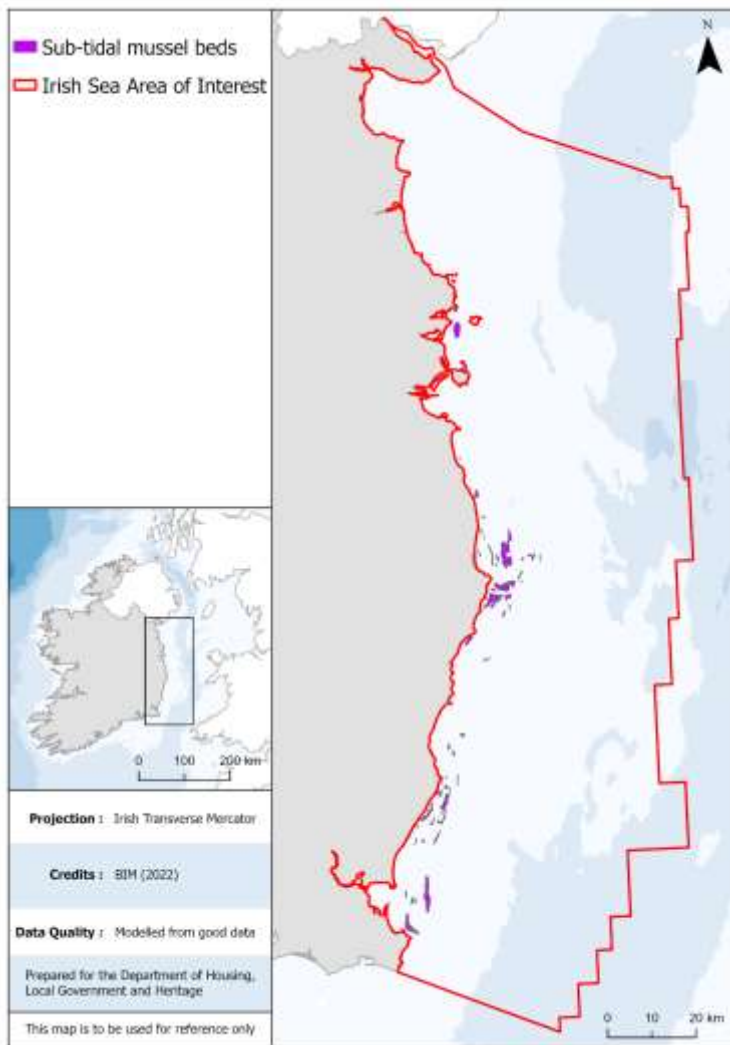 Sub-tidal mussel beds
Irish Sea Area of Interest
N
0 100 200 km
Projection : Irish Transverse Mercator
Credits : BIM (2022)
Data Quality : Modelled from good data
Prepared for the Department of Housing,
Local Government and Heritage
This map is to be used for reference only
0 10 20 km